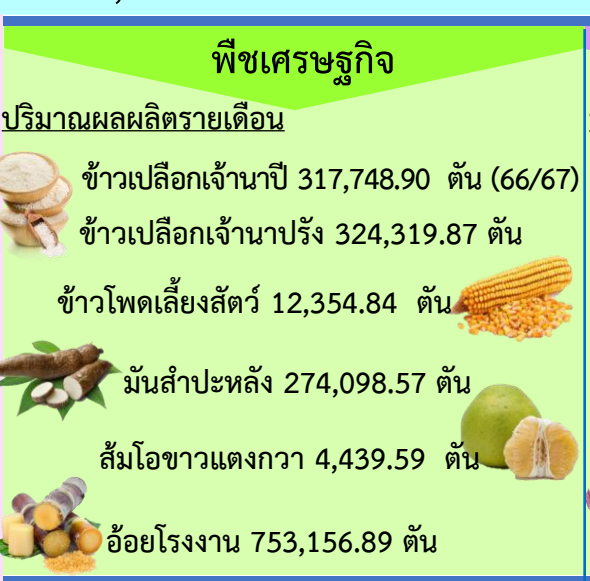 พืชเศรษฐกิจ
ปริมาณผลผลิตรายเดือน
ข้าวเปลือกเจ้านาปี 317,748.90 ตัน (66/67)
ข้าวเปลือกเจ้านาปรัง 324,319.87 ตัน
ข้าวโพดเลี้ยงสัตว์ 12,354.84 ตัน
มันสำปะหลัง 274,098.57 ตัน
ส้มโอขาวแตงกวา 4,439.59 ตัน
อ้อยโรงงาน 753,156.89 ตัน